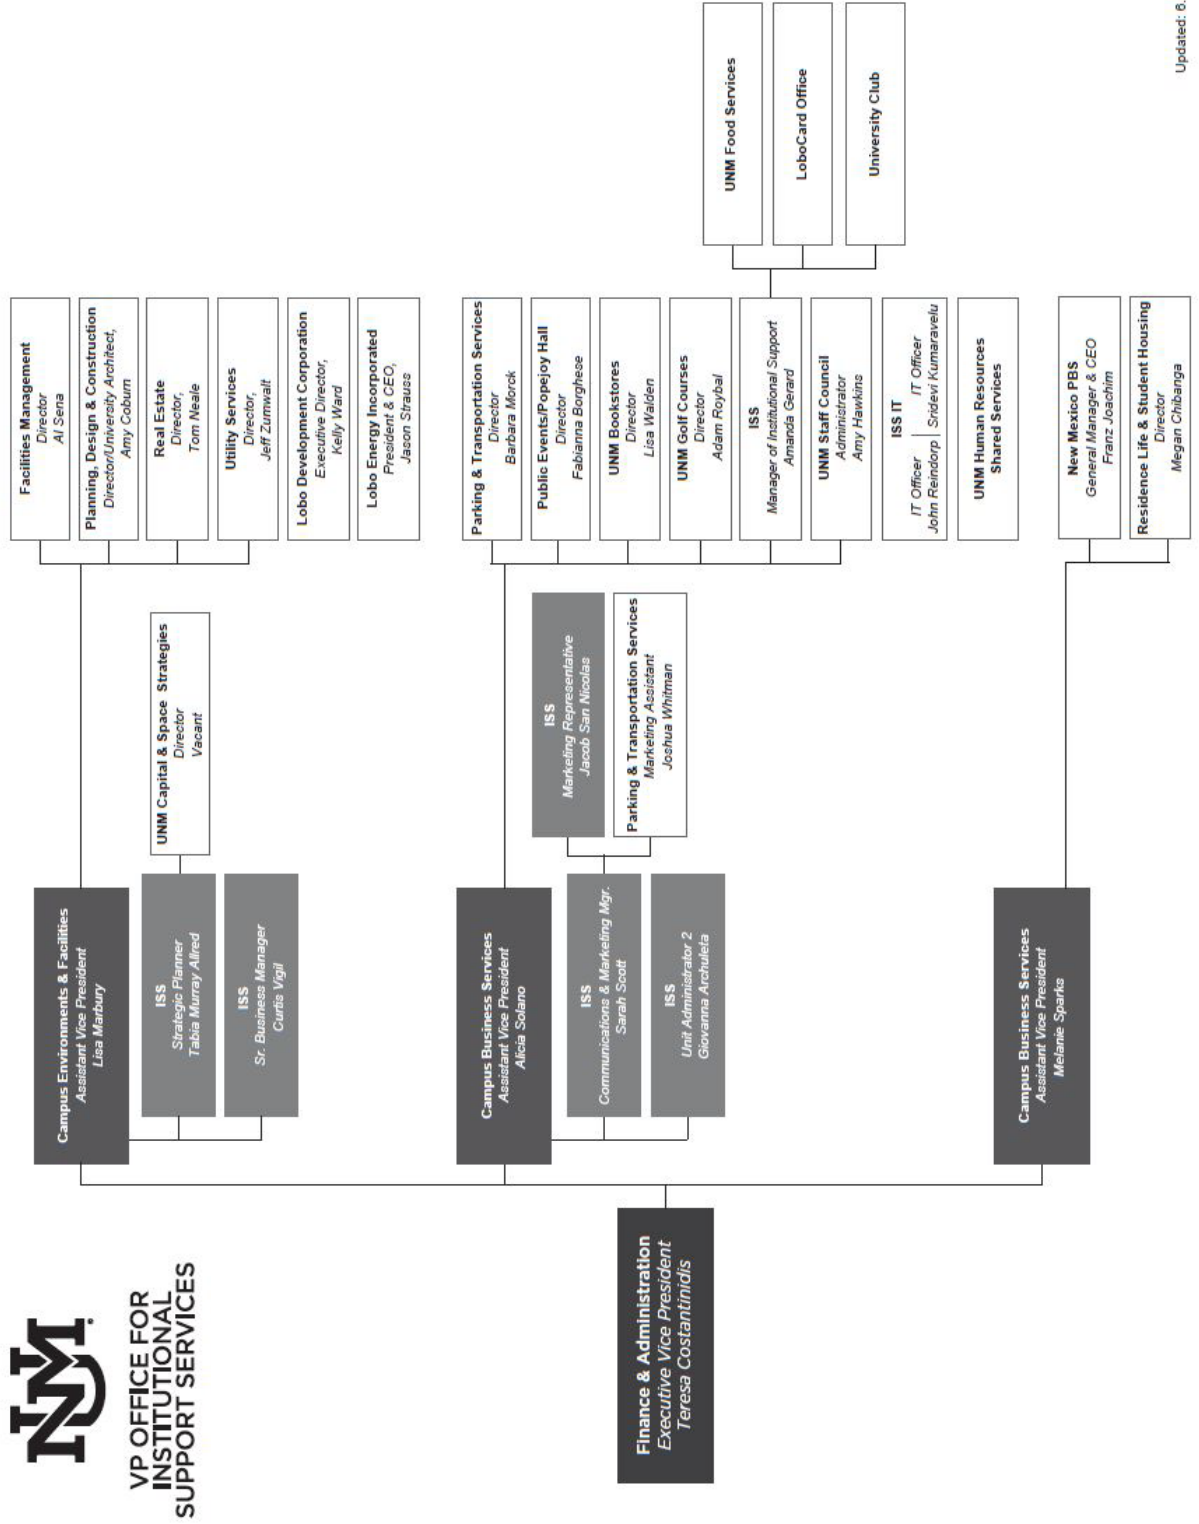 UNM
VP OFFICE FOR
INSTITUTIONAL
SUPPORT SERVICES
Finance & Administration
Executive Vice President
Teresa Costantinidis
Campus Environments & Facilities
Assistant Vice President
Lisa Marbury
ISS
Strategic Planner
Tabia Murray Allred
ISS
Sr. Business Manager
Curtis Vigil
UNM Capital & Space Strategies
Director
Vacant
Facilities Management
Director
Al Sena
Planning, Design & Construction
Director/University Architect,
Amy Coburn
Real Estate
Director,
Tom Neale
Utility Services
Director,
Jeff Zumwalt
Lobo Development Corporation
Executive Director,
Kelly Ward
Lobo Energy Incorporated
President & CEO,
Jason Strauss
Campus Business Services
Assistant Vice President
Alicia Solano
ISS
Communications & Marketing Mgr.
Sarah Scott
ISS
Unit Administrator 2
Giovanna Archuleta
ISS
Marketing Representative
Jacob San Nicolas
Parking & Transportation Services
Marketing Assistant
Joshua Whitman
Parking & Transportation Services
Director
Barbara Morck
Public Events/Popejoy Hall
Director
Fabianna Borghese
UNM Bookstores
Director
Lisa Walden
UNM Golf Courses
Director
Adam Roybal
ISS
Manager of Institutional Support
Amanda Gerard
UNM Staff Council
Administrator
Amy Hawkins
ISS IT
IT Officer | IT Officer
John Reindorp | Sridevi Kumaravelu
UNM Human Resources
Shared Services
UNM Food Services
LoboCard Office
University Club
Campus Business Services
Assistant Vice President
Melanie Sparks
New Mexico PBS
General Manager & CEO
Franz Joachim
Residence Life & Student Housing
Director
Megan Chibanga
Updated: 6.